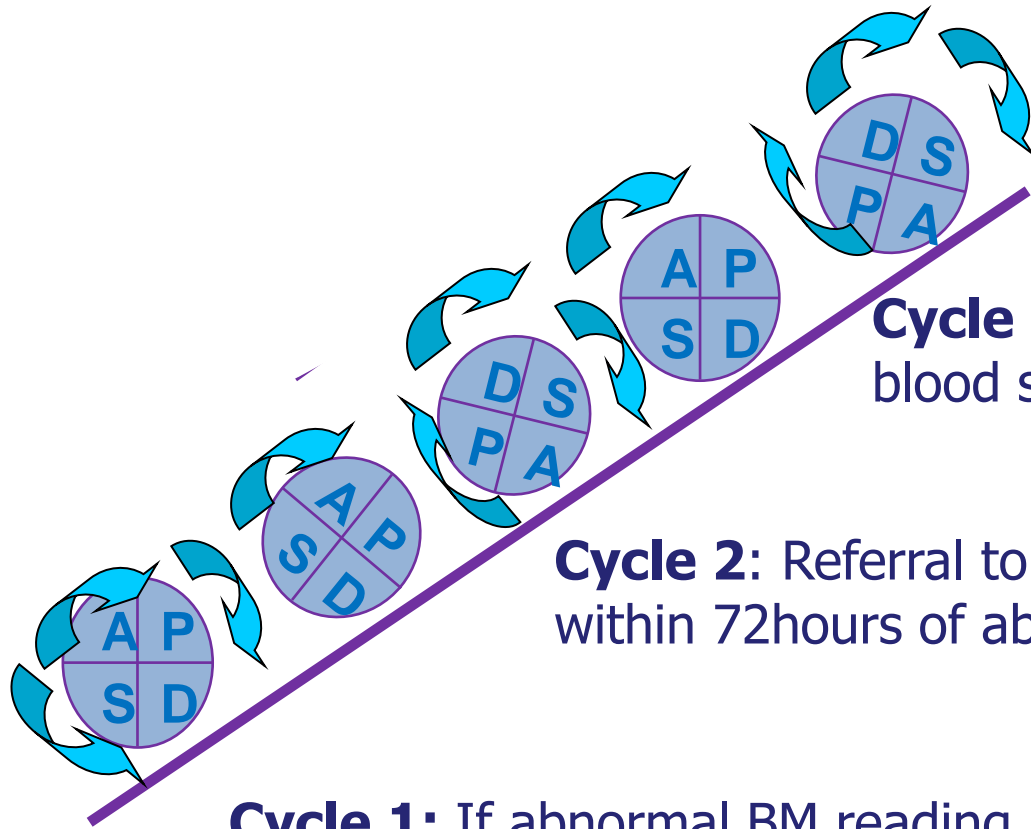 D S
P A
A P
S D
Cycle
blood s
D S
P A
A P
S D
Cycle 2: Referral to
within 72hours of ab
A P
S D
Cycle 1: If abnormal BM reading